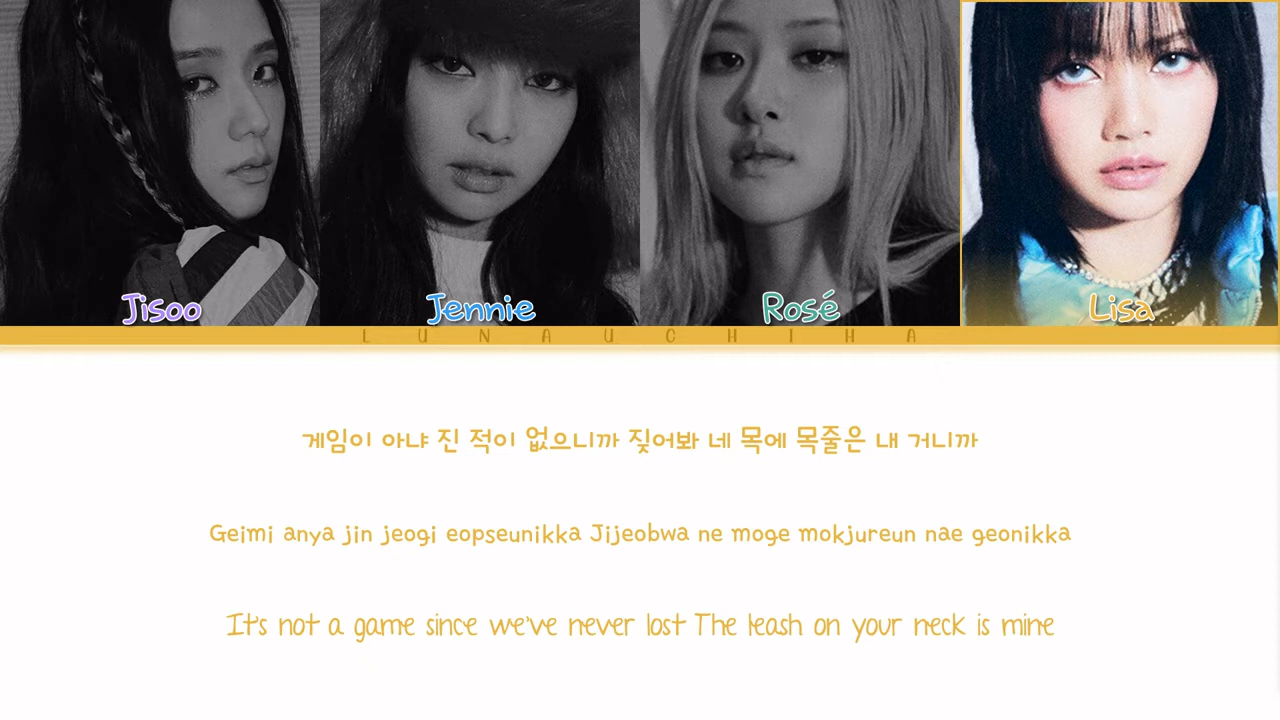 Jisoo
Jennie
Rosé
Lisa
LUNAUCHIHA
게임이 아냐 진 적이 없으니까 짖어봐 네 목에 목줄은 내 거니까
Geimi anya jin jeogi eopseunikka Jijeobwa ne moge mokjureun nae geonikka
It's not a game since we've never lost The leash on your neck is mine